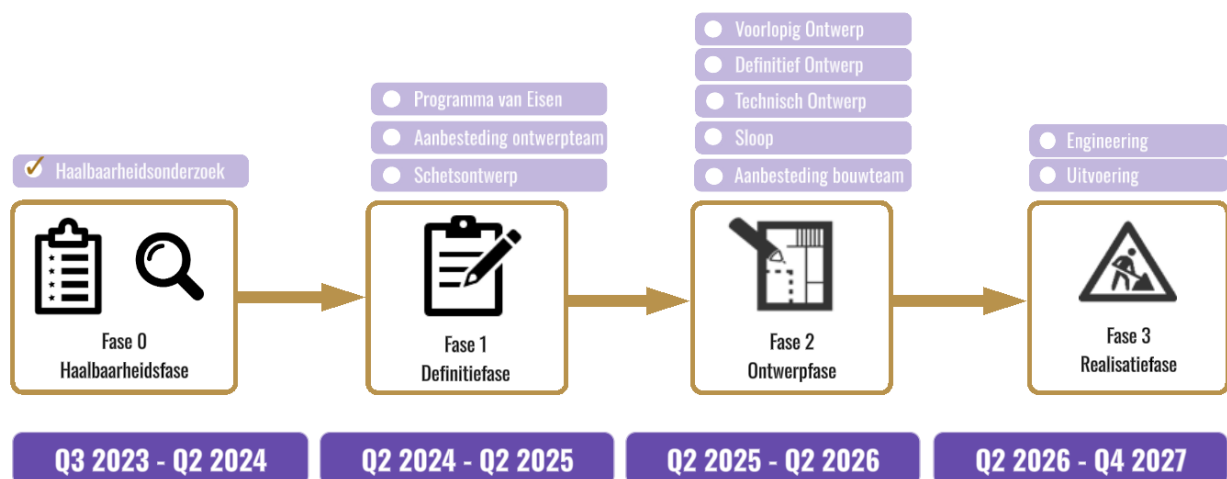 Haalbaarheidsonderzoek
Fase 0
Haalbaarheidsfase
Q3 2023 - Q2 2024
Programma van Eisen
Aanbesteding ontwerpteam
Schetsontwerp
Fase 1
Definitiefase
Q2 2024 - Q2 2025
Voorlopig Ontwerp
Definitief Ontwerp
Technisch Ontwerp
Sloop
Aanbesteding bouwteam
Fase 2
Ontwerpfase
Q2 2025 - Q2 2026
Engineering
Uitvoering
Fase 3
Realisatiefase
Q2 2026 - Q4 2027